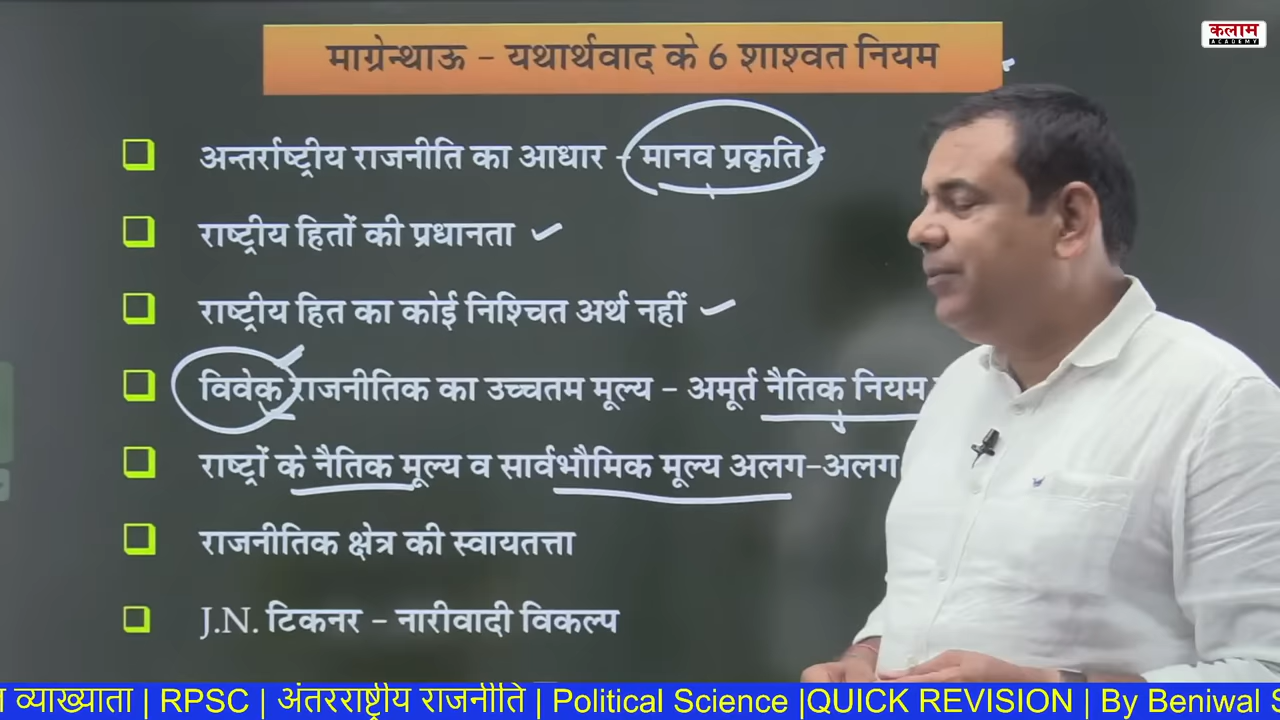 कलाम
ACADEMY
माग्रेन्थाऊ - यथार्थवाद के 6 शाश्वत नियम
अन्तर्राष्ट्रीय राजनीति का आधार - मानव प्रकृति
राष्ट्रीय हितों की प्रधानता
राष्ट्रीय हित का कोई निश्चित अर्थ नहीं
विवेक राजनीतिक का उच्चतम मूल्य - अमूर्त नैतिक नियम
राष्ट्रों के नैतिक मूल्य व सार्वभौमिक मूल्य अलग-अलग
राजनीतिक क्षेत्र की स्वायतत्ता
J.N. टिकनर - नारीवादी विकल्प
व्याख्याता | RPSC | अंतरराष्ट्रीय राजनीति | Political Science |QUICK REVISION | By Beniwal